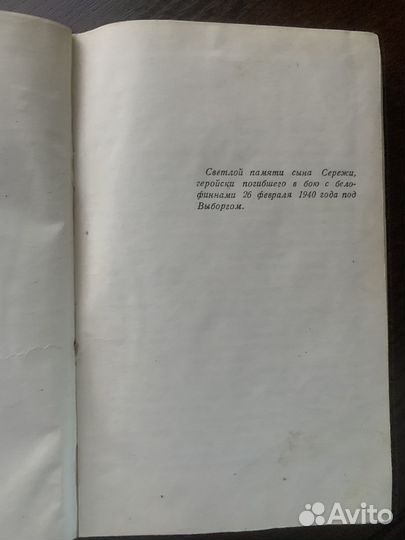 Светлой памяти сына Сережи,
геройски погибшего в бою с бело-
финнами 26 февраля 1940 года под
Выборгом.
Avito